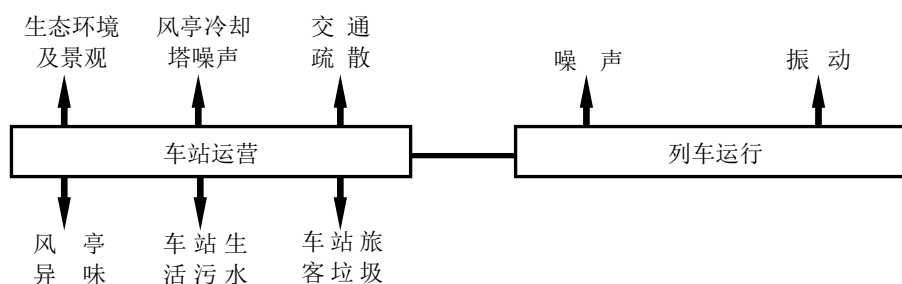 生态环境
及景观
风亭冷却
塔噪声
交通
疏散
噪声
振动
车站运营
列车运行
风亭
异味
车站生
活污水
车站旅
客垃圾